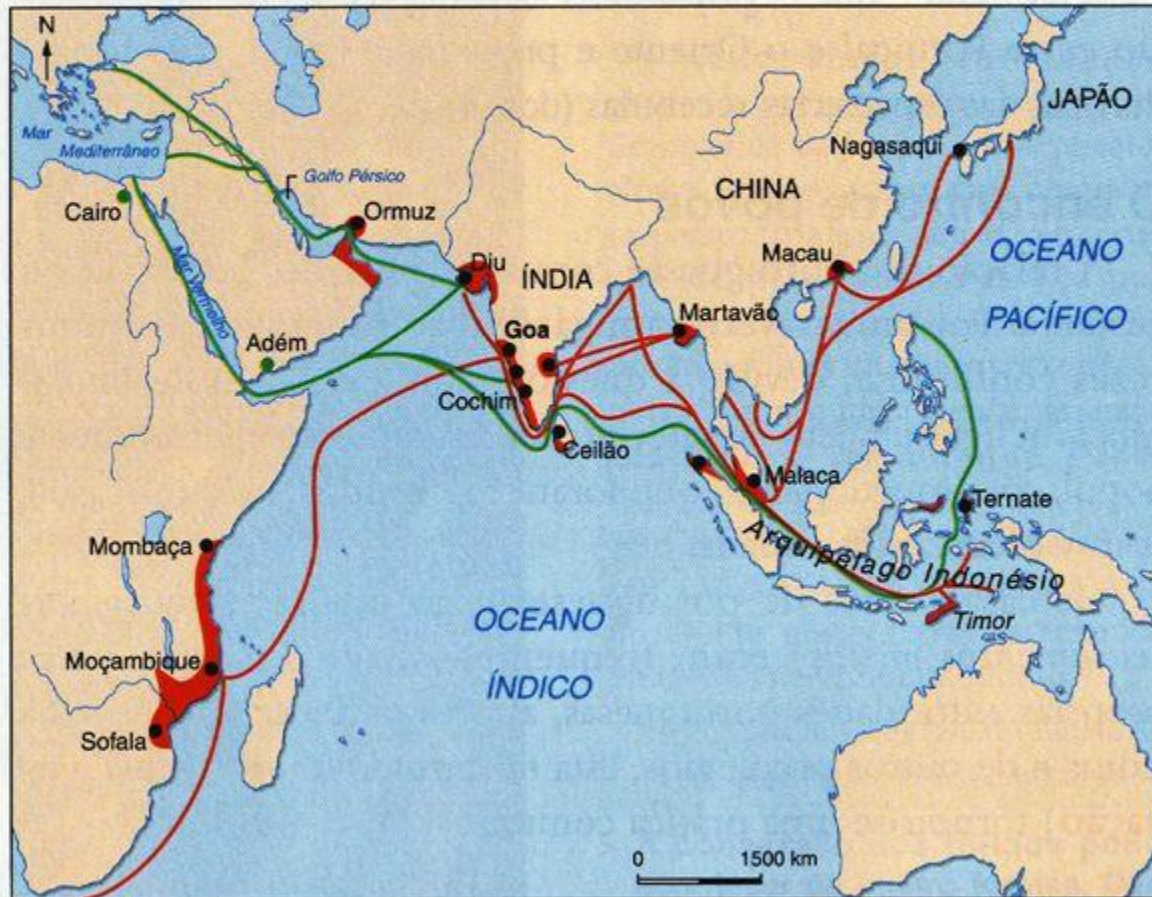 N
JAPÃO
Mar
Mediterrâneo
Nagasaqui
Golfo Pérsico
CHINA
Cairo
Ormuz
Macau
OCEANO
PACÍFICO
Mar Vermelho
Diu
ÍNDIA
Martavão
Goa
Adém
Cochim
Ceilão
Malaca
Ternate
Arquipélago Indonésio
Mombaça
OCEANO
ÍNDICO
Timor
Moçambique
Sofala
0 1500 km